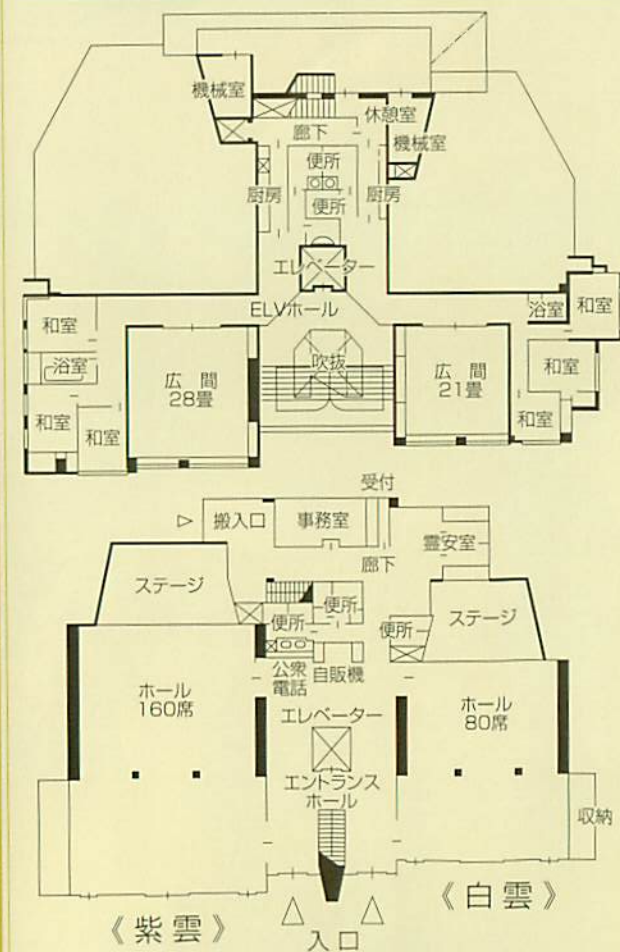 機械室
休憩室
廊下
機械室
便所
厨房
厨房
便所
エレベーター
ELVホール
浴室
和室
和室
吹抜
浴室
広間
28畳
広間
21畳
和室
和室
和室
和室
受付
搬入口
事務室
霊安室
廊下
ステージ
便所
ステージ
便所
便所
公衆
電話
自販機
ホール
160席
ホール
80席
エレベーター
エントランス
ホール
収納
《紫雲》
《白雲》
入口